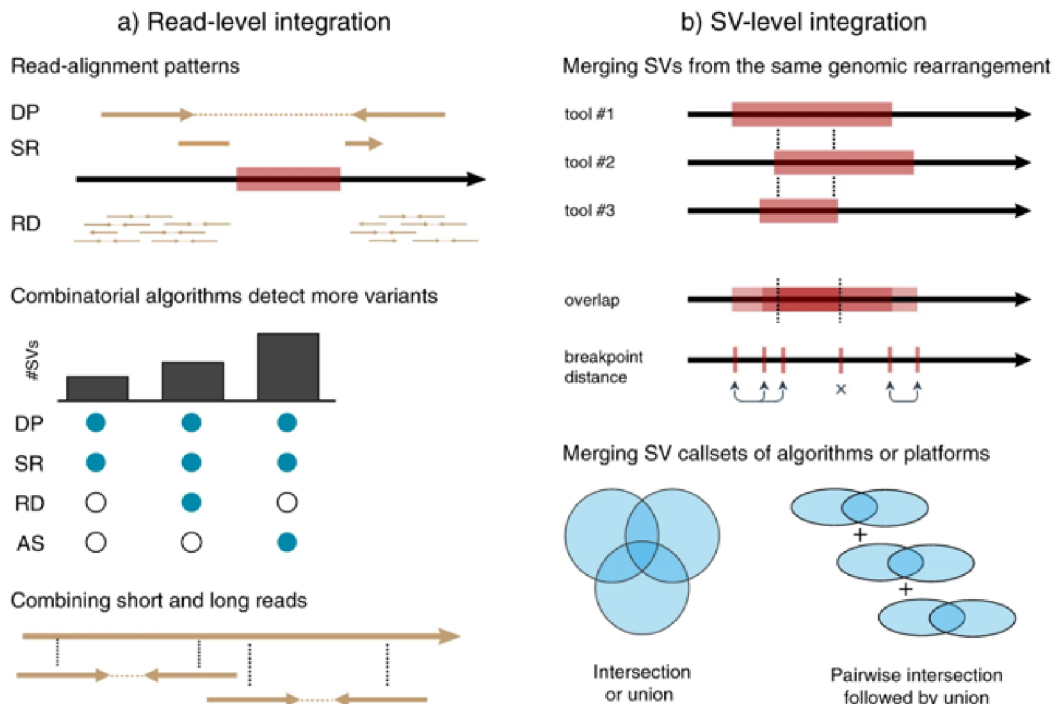 a) Read-level integration
Read-alignment patterns
DP
SR
RD
Combinatorial algorithms detect more variants
#SVs
DP
SR
RD
AS
Combining short and long reads
b) SV-level integration
Merging SVs from the same genomic rearrangement
tool #1
tool #2
tool #3
overlap
breakpoint
distance
×
Merging SV callsets of algorithms or platforms
+
+
Intersection
or union
Pairwise intersection
followed by union